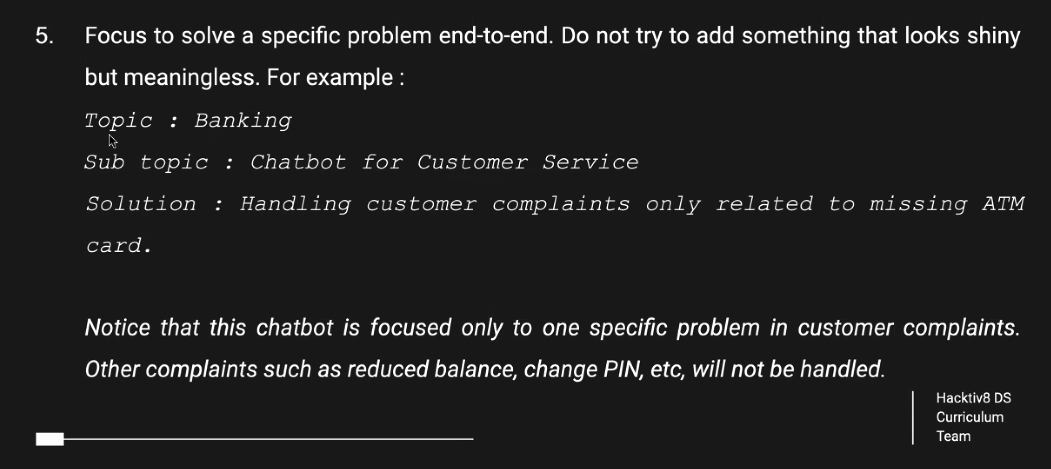 5. Focus to solve a specific problem end-to-end. Do not try to add something that looks shiny
but meaningless. For example :
Topic : Banking
Sub topic : Chatbot for Customer Service
Solution : Handling customer complaints only related to missing ATM
card.
Notice that this chatbot is focused only to one specific problem in customer complaints.
Other complaints such as reduced balance, change PIN, etc, will not be handled.
Hacktiv8 DS
Curriculum
Team